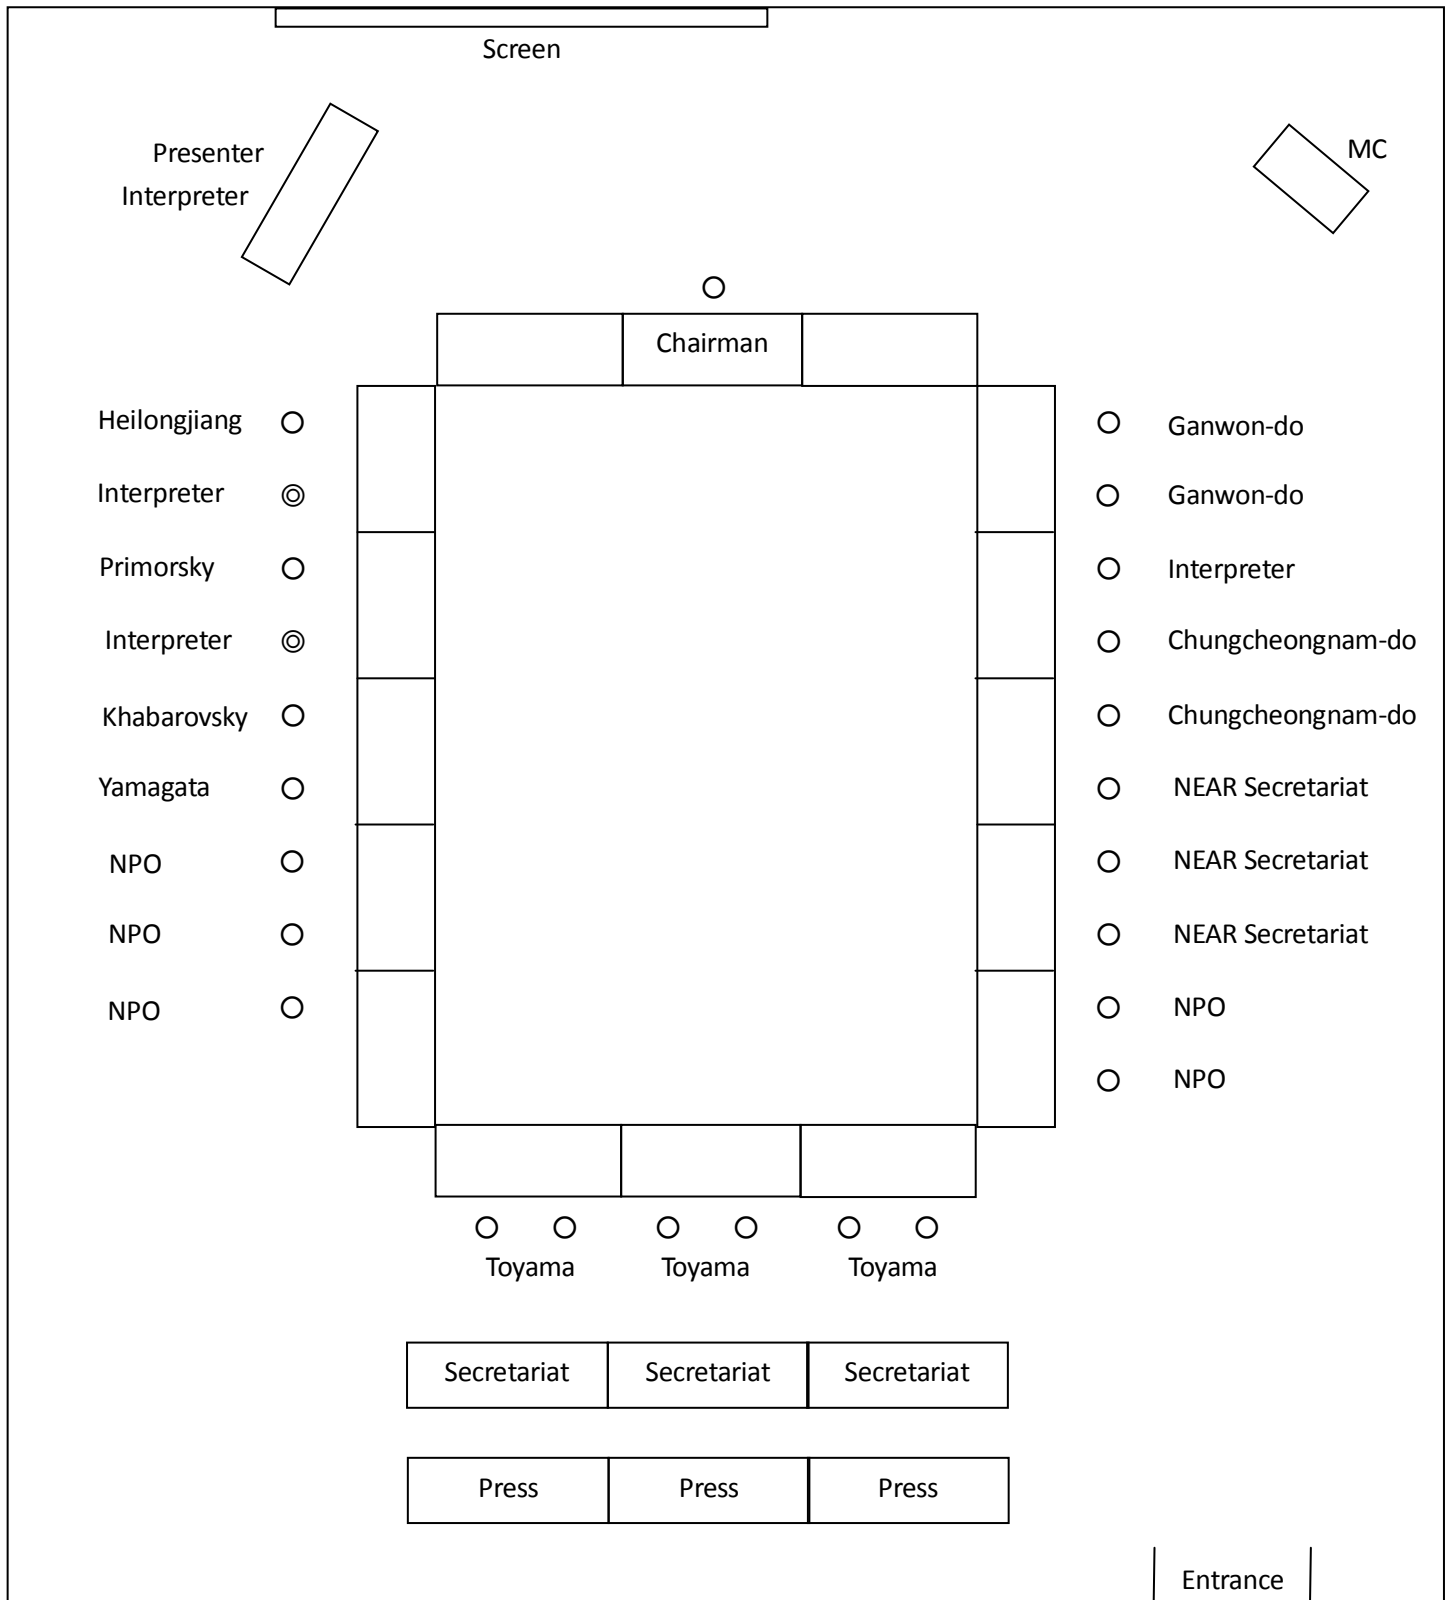 Screen
Presenter
Interpreter
MC
Chairman
Heilongjiang
Interpreter
Primorsky
Interpreter
Khabarovsky
Yamagata
NPO
NPO
NPO
Ganwon-do
Ganwon-do
Interpreter
Chungcheongnam-do
Chungcheongnam-do
NEAR Secretariat
NEAR Secretariat
NEAR Secretariat
NPO
NPO
Toyama Toyama Toyama
Secretariat Secretariat Secretariat
Press Press Press
Entrance